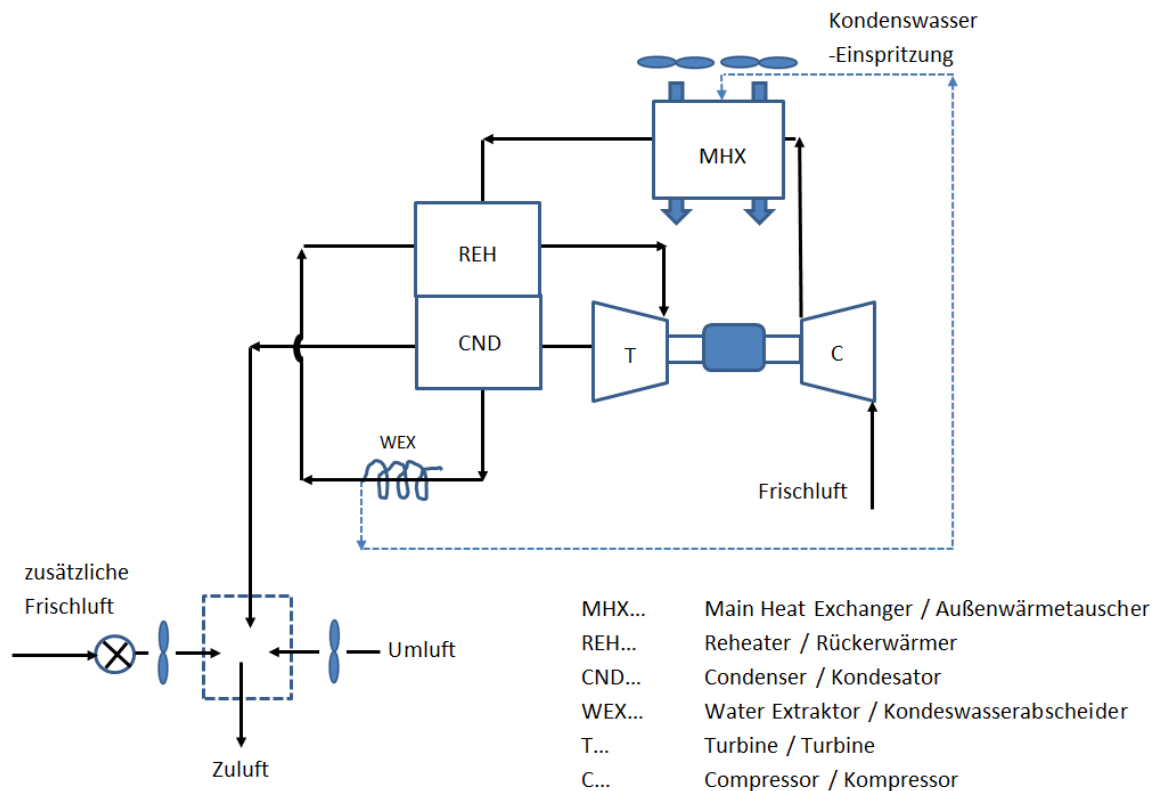 Kondenswasser
-Einspritzung
MHX
REH
CND
T
C
WEX
Frischluft
zusätzliche
Frischluft
Umluft
Zuluft
MHX... Main Heat Exchanger / Außenwärmetauscher
REH... Reheater / Rückerwärmer
CND... Condenser / Kondesator
WEX... Water Extraktor / Kondeswasserabscheider
T... Turbine / Turbine
C... Compressor / Kompressor